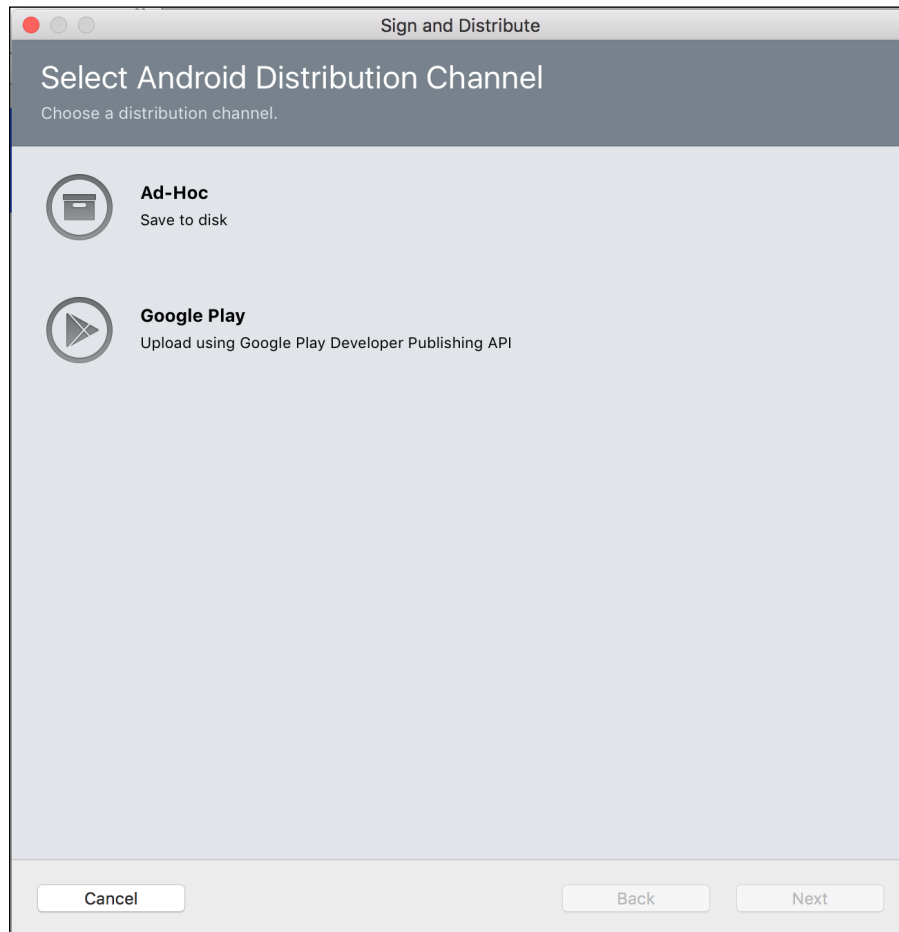 Sign and Distribute
Select Android Distribution Channel
Choose a distribution channel.
Ad-Hoc
Save to disk
Google Play
Upload using Google Play Developer Publishing API
Cancel
Back
Next